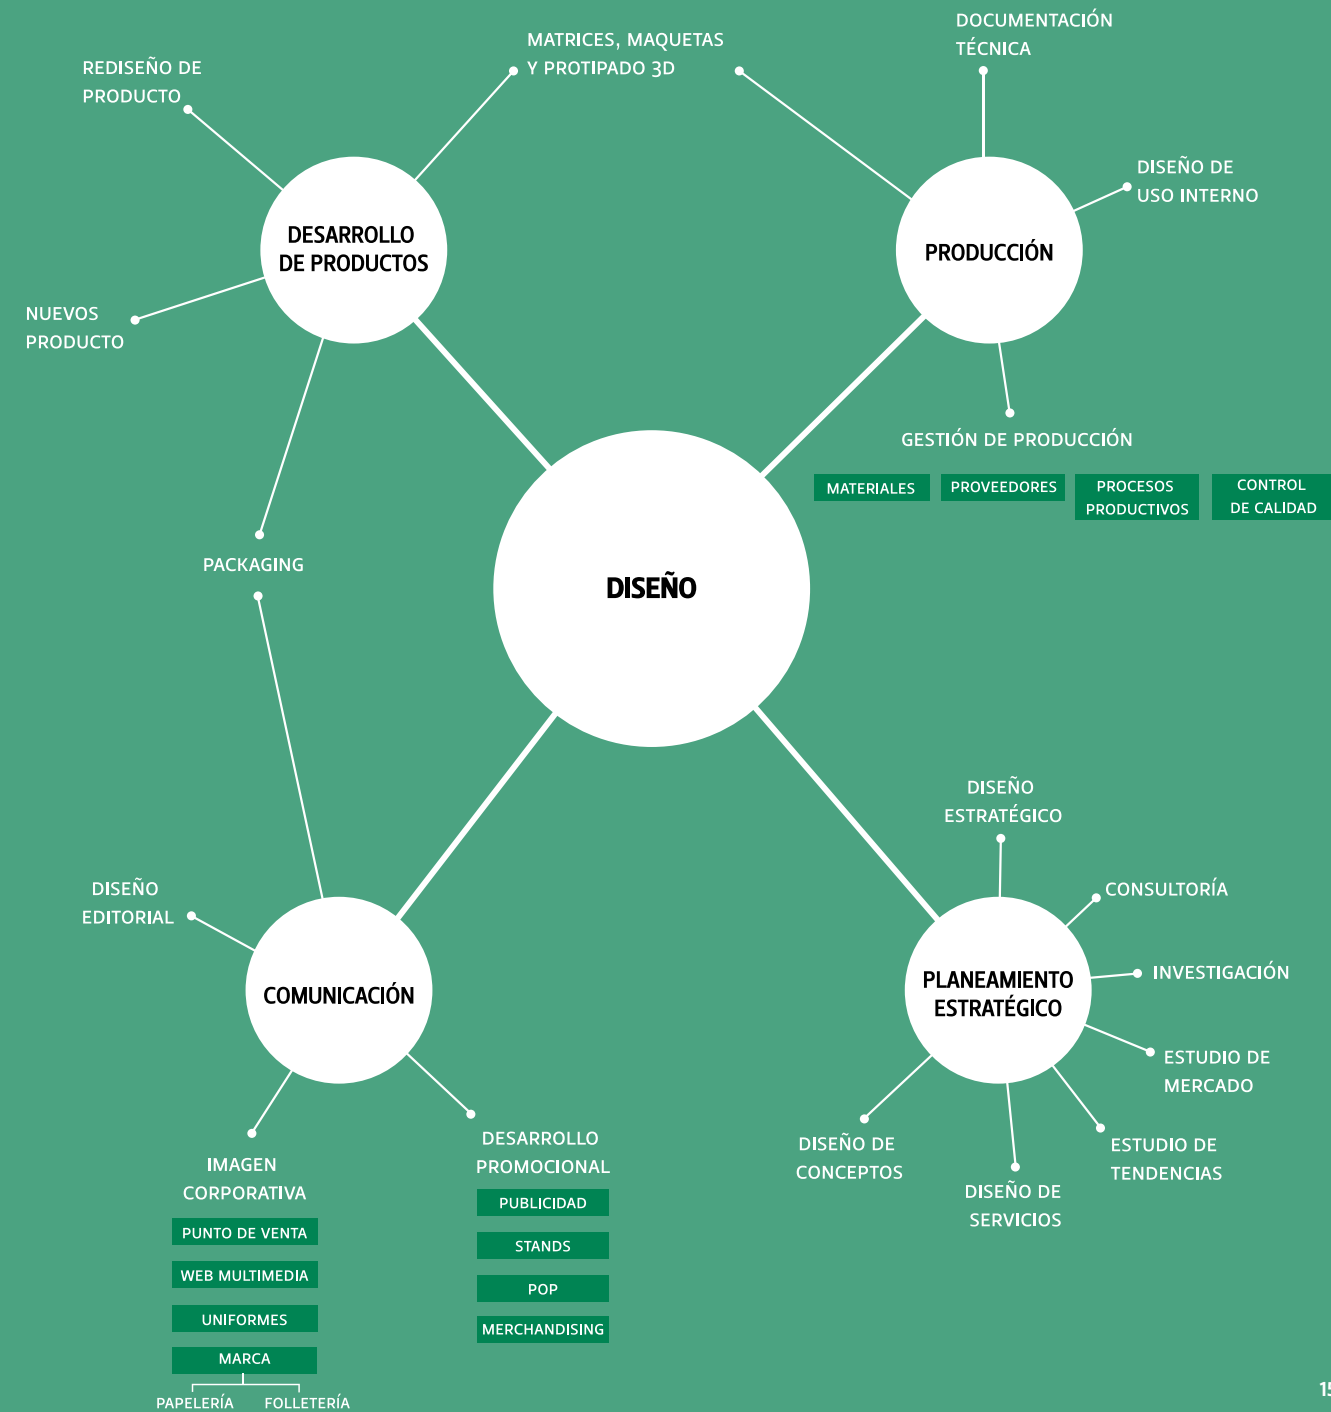 REDISEÑO DE
PRODUCTO
MATRICES, MAQUETAS
Y PROTIPADO 3D
DOCUMENTACIÓN
TÉCNICA
DISEÑO DE
USO INTERNO
DESARROLLO
DE PRODUCTOS
PRODUCCIÓN
NUEVOS
PRODUCTO
GESTIÓN DE PRODUCCIÓN
MATERIALES
PROVEEDORES
PROCESOS
PRODUCTIVOS
CONTROL
DE CALIDAD
PACKAGING
DISEÑO
DISEÑO
ESTRATÉGICO
DISEÑO
EDITORIAL
CONSULTORÍA
COMUNICACIÓN
PLANEAMIENTO
ESTRATÉGICO
INVESTIGACIÓN
ESTUDIO DE
MERCADO
IMAGEN
CORPORATIVA
PUNTO DE VENTA
WEB MULTIMEDIA
UNIFORMES
MARCA
PAPELERÍA
FOLLETERÍA
DESARROLLO
PROMOCIONAL
PUBLICIDAD
STANDS
POP
MERCHANDISING
DISEÑO DE
CONCEPTOS
DISEÑO DE
SERVICIOS
ESTUDIO DE
TENDENCIAS
15